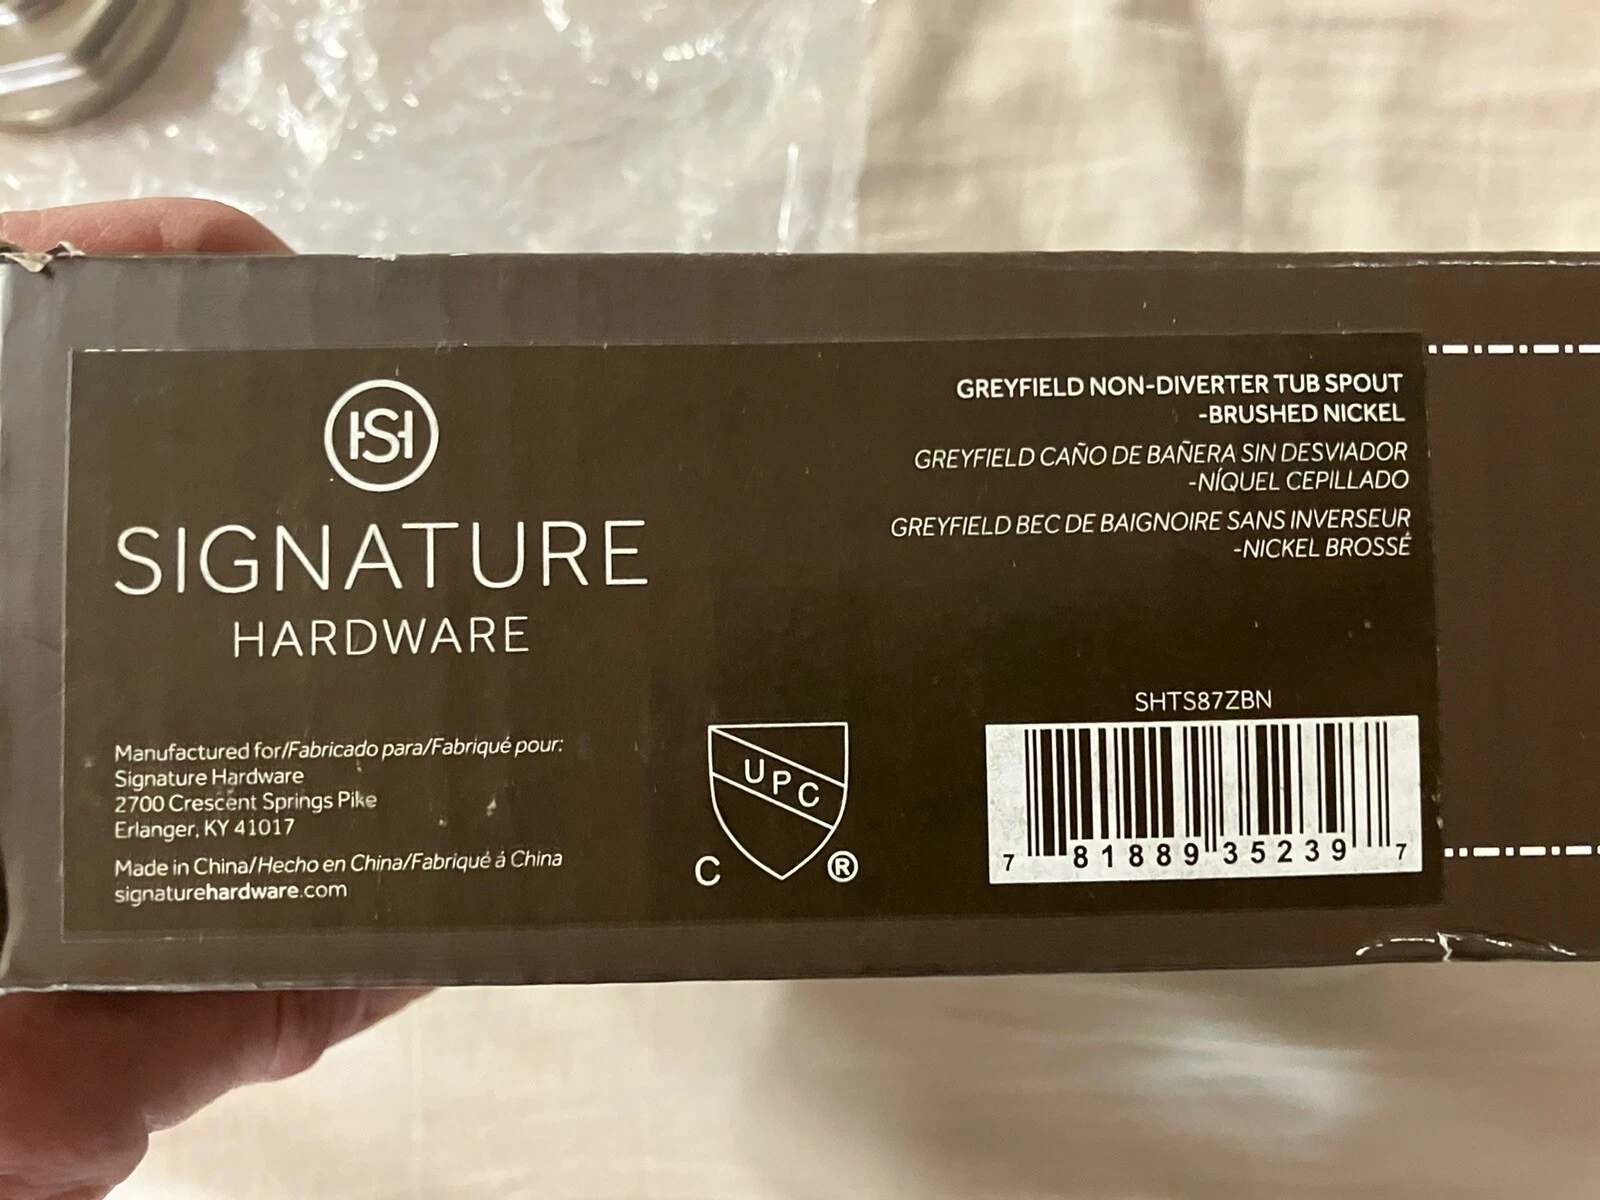 HSH
SIGNATURE
HARDWARE
GREYFIELD NON-DIVERTER TUB SPOUT
-BRUSHED NICKEL
GREYFIELD CAÑO DE BAÑERA SIN DESVIADOR
-NÍQUEL CEPILLADO
GREYFIELD BEC DE BAIGNOIRE SANS INVERSEUR
-NICKEL BROSSÉ
Manufactured for/Fabricado para/Fabriqué pour:
Signature Hardware
2700 Crescent Springs Pike
Erlanger, KY 41017
Made in China/Hecho en China/Fabriqué á China
signaturehardware.com
UPC
C ®
SHTS87ZBN
7 81889 35239 7